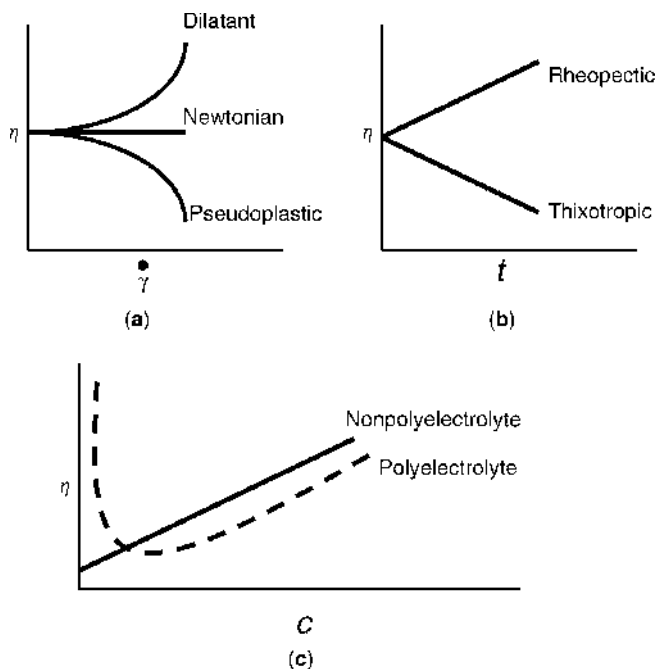 Dilatant
η
Newtonian
Pseudoplastic
γ̇
(a)
Rheopectic
η
Thixotropic
t
(b)
Nonpolyelectrolyte
Polyelectrolyte
η
C
(c)